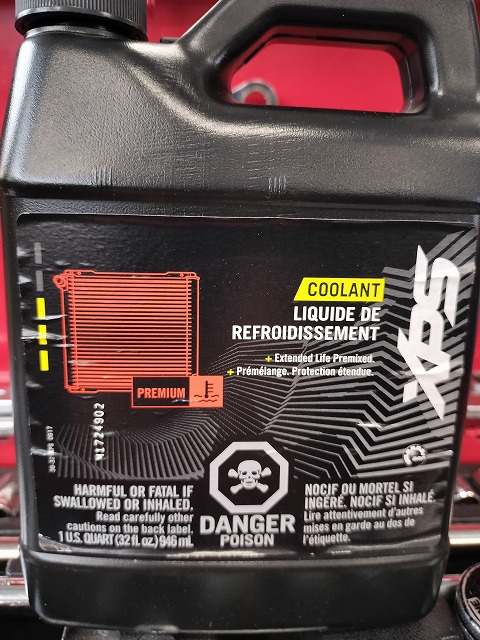 COOLANT
LIQUIDE DE
REFROIDISSEMENT
+ Extended Life Premixed.
+ Prémélange. Protection étendue.
XPS
PREMIUM
N1724902
HARMFUL OR FATAL IF
SWALLOWED OR INHALED.
Read carefully other
cautions on the back label.
1 U.S. QUART (32 fl. oz.) 946 mL
DANGER
POISON
NOCIF OU MORTEL SI
INGÉRÉ. NOCIF SI INHALÉ.
Lire attentivement d'autres
mises en garde au dos de
l'étiquette.